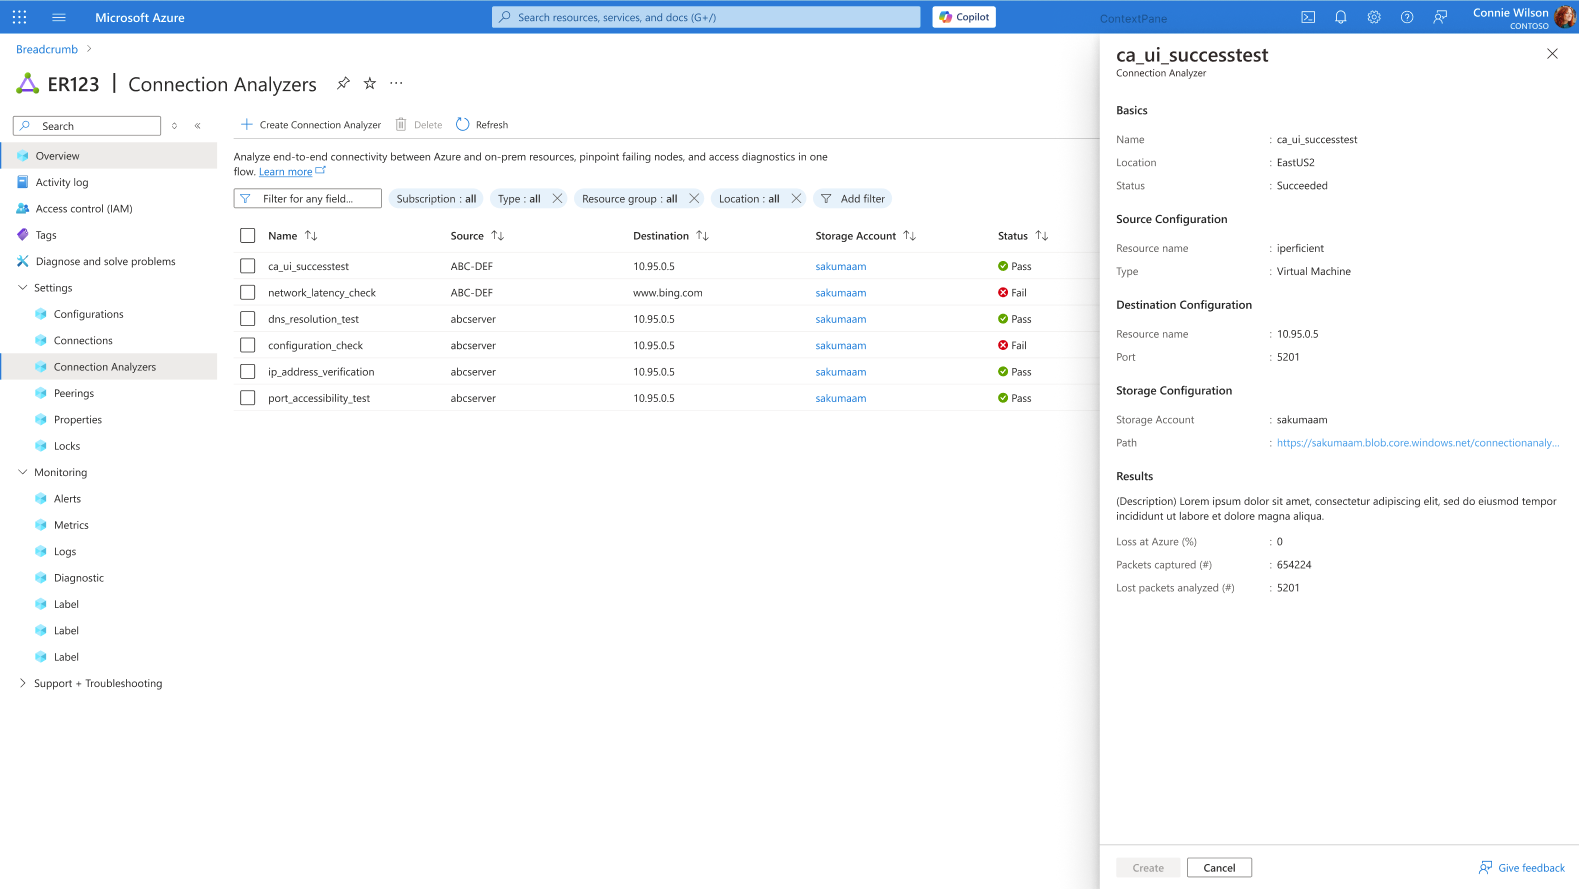 Microsoft Azure
Search resources, services, and docs (G+/)
Copilot
ContextPane
Connie Wilson
CONTOSO
Breadcrumb
ER123 | Connection Analyzers
Search
Overview
Activity log
Access control (IAM)
Tags
Diagnose and solve problems
Settings
Configurations
Connections
Connection Analyzers
Peerings
Properties
Locks
Monitoring
Alerts
Metrics
Logs
Diagnostic
Label
Label
Label
Support + Troubleshooting
Create Connection Analyzer Delete Refresh
Analyze end-to-end connectivity between Azure and on-prem resources, pinpoint failing nodes, and access diagnostics in one
flow. Learn more
Filter for any field... Subscription : all Type : all Resource group : all Location : all Add filter
Name Source Destination Storage Account Status
ca_ui_successtest ABC-DEF 10.95.0.5 sakumaam Pass
network_latency_check ABC-DEF www.bing.com sakumaam Fail
dns_resolution_test abcserver 10.95.0.5 sakumaam Pass
configuration_check abcserver 10.95.0.5 sakumaam Fail
ip_address_verification abcserver 10.95.0.5 sakumaam Pass
port_accessibility_test abcserver 10.95.0.5 sakumaam Pass
ca_ui_successtest
Connection Analyzer
Basics
Name : ca_ui_successtest
Location : EastUS2
Status : Succeeded
Source Configuration
Resource name : iperficient
Type : Virtual Machine
Destination Configuration
Resource name : 10.95.0.5
Port : 5201
Storage Configuration
Storage Account : sakumaam
Path : https://sakumaam.blob.core.windows.net/connectionanaly...
Results
(Description) Lorem ipsum dolor sit amet, consectetur adipiscing elit, sed do eiusmod tempor
incididunt ut labore et dolore magna aliqua.
Loss at Azure (%) : 0
Packets captured (#) : 654224
Lost packets analyzed (#) : 5201
Create Cancel Give feedback